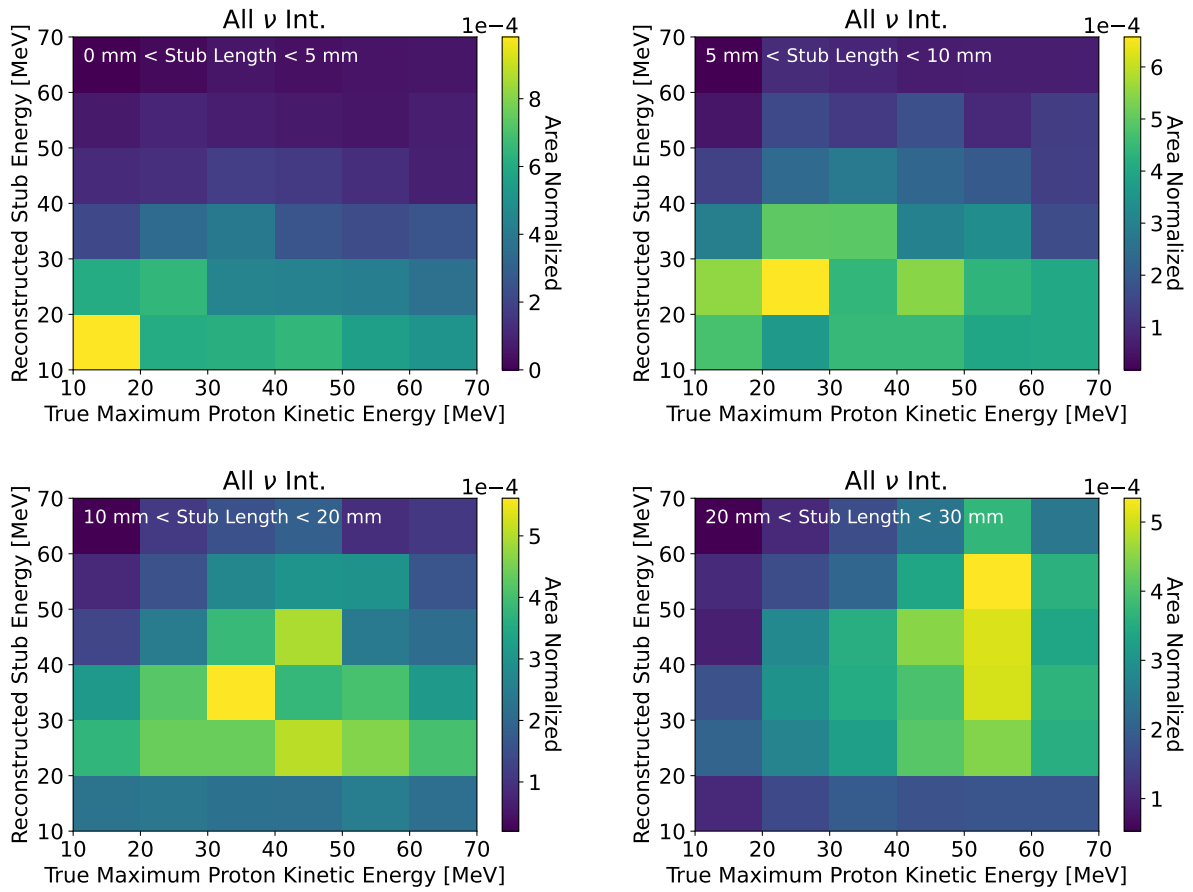 All ν Int.
1e−4
0 mm < Stub Length < 5 mm
Reconstructed Stub Energy [MeV]
70
60
50
40
30
20
10
10 20 30 40 50 60 70
True Maximum Proton Kinetic Energy [MeV]
8
6
4
2
0
Area Normalized
All ν Int.
1e−4
5 mm < Stub Length < 10 mm
Reconstructed Stub Energy [MeV]
70
60
50
40
30
20
10
10 20 30 40 50 60 70
True Maximum Proton Kinetic Energy [MeV]
6
5
4
3
2
1
Area Normalized
All ν Int.
1e−4
10 mm < Stub Length < 20 mm
Reconstructed Stub Energy [MeV]
70
60
50
40
30
20
10
10 20 30 40 50 60 70
True Maximum Proton Kinetic Energy [MeV]
5
4
3
2
1
Area Normalized
All ν Int.
1e−4
20 mm < Stub Length < 30 mm
Reconstructed Stub Energy [MeV]
70
60
50
40
30
20
10
10 20 30 40 50 60 70
True Maximum Proton Kinetic Energy [MeV]
5
4
3
2
1
Area Normalized